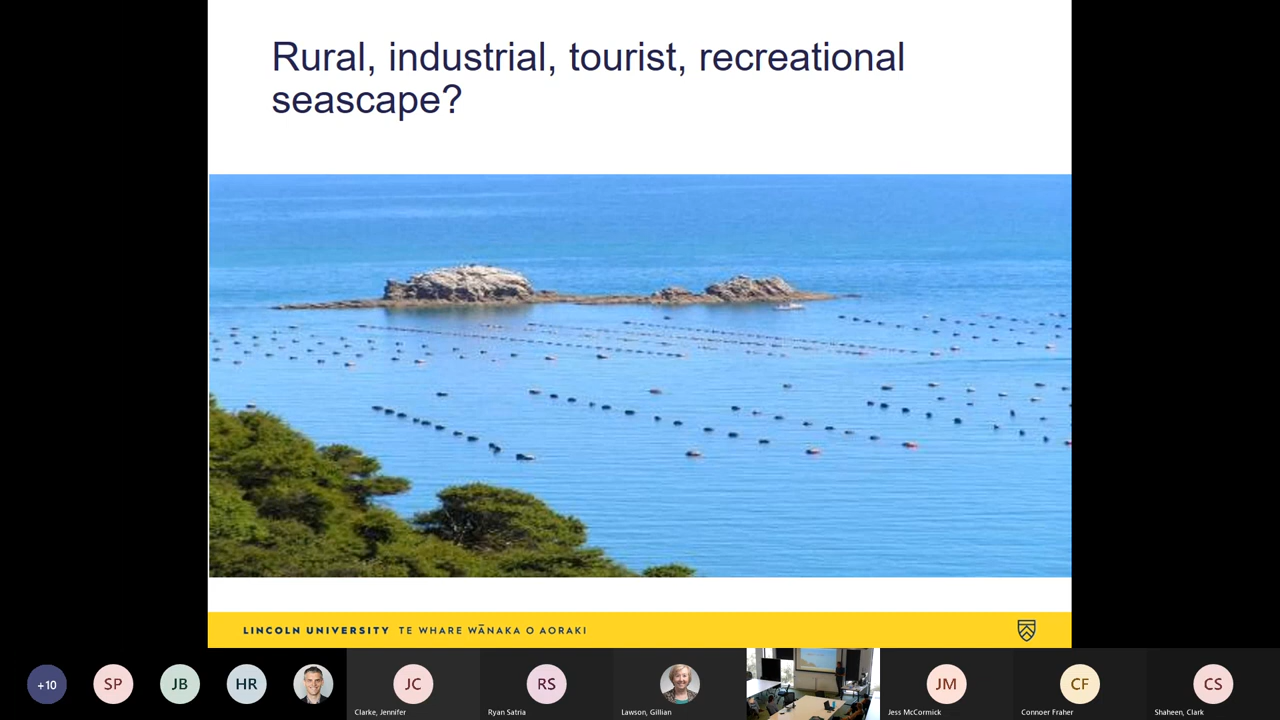 Rural, industrial, tourist, recreational
seascape?
LINCOLN UNIVERSITY TE WHARE WĀNAKA O AORAKI
+10
SP
JB
HR
JC
Clarke, Jennifer
RS
Ryan Satria
Lawson, Gillian
JM
Jess McCormick
CF
Connoer Fraher
CS
Shaheen, Clark